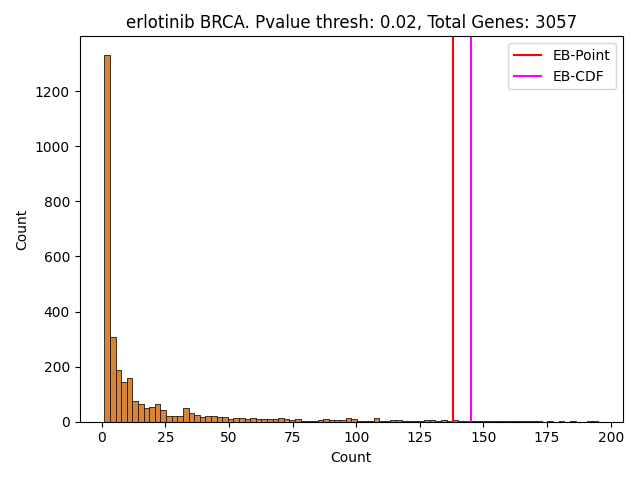 erlotinib BRCA. Pvalue thresh: 0.02, Total Genes: 3057
EB-Point
EB-CDF
Count
1200
1000
800
600
400
200
0
0 25 50 75 100 125 150 175 200
Count